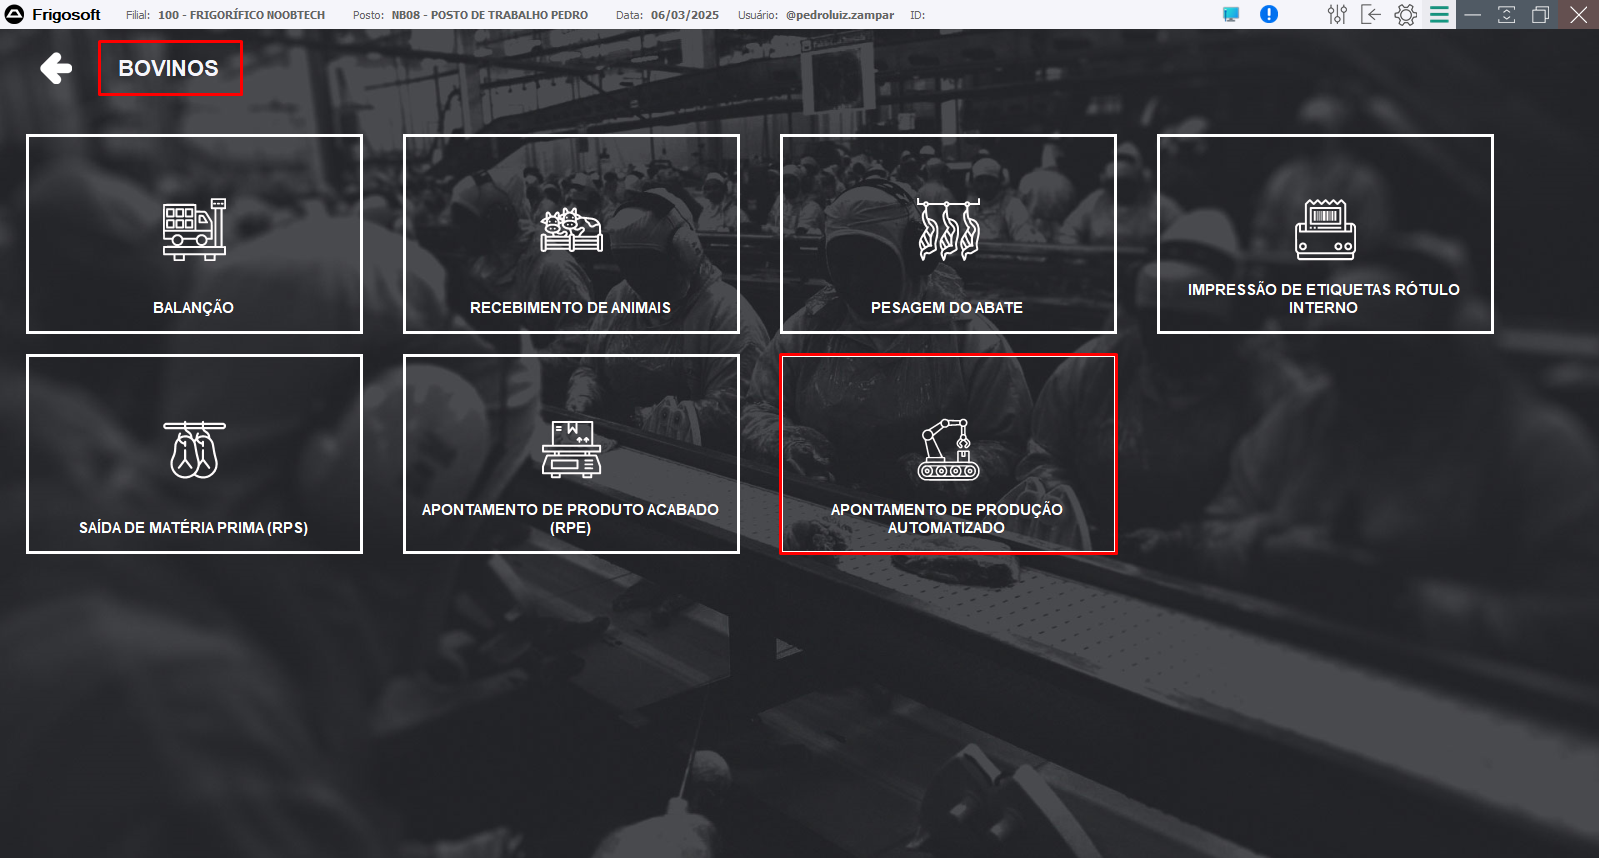 Frigosoft Filial: 100 - FRIGORÍFICO NOOBTECH Posto: NB08 - POSTO DE TRABALHO PEDRO Data: 06/03/2025 Usuário: @pedroluiz.zampar ID:
BOVINOS
BALANÇÃO
RECEBIMENTO DE ANIMAIS
PESAGEM DO ABATE
IMPRESSÃO DE ETIQUETAS RÓTULO
INTERNO
SAÍDA DE MATÉRIA PRIMA (RPS)
APONTAMENTO DE PRODUTO ACABADO
(RPE)
APONTAMENTO DE PRODUÇÃO
AUTOMATIZADO